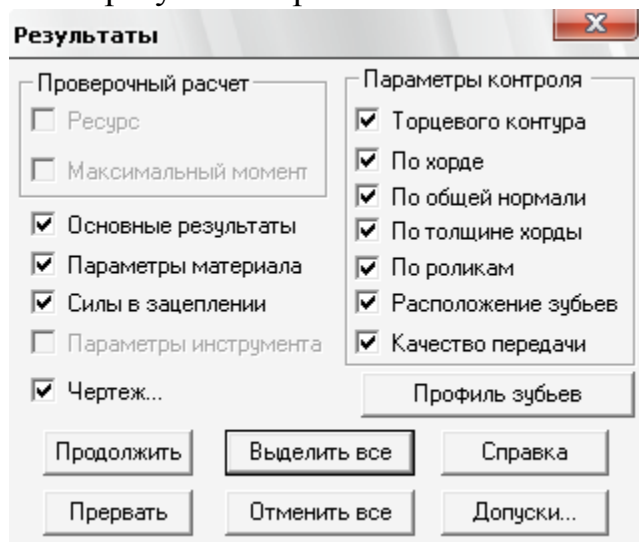 Результаты
Проверочный расчет
Ресурс
Максимальный момент
Основные результаты
Параметры материала
Силы в зацеплении
Параметры инструмента
Чертеж...
Параметры контроля
Торцевого контура
По хорде
По общей нормали
По толщине хорды
По роликам
Расположение зубьев
Качество передачи
Профиль зубьев
Продолжить Выделить все Справка
Прервать Отменить все Допуски...